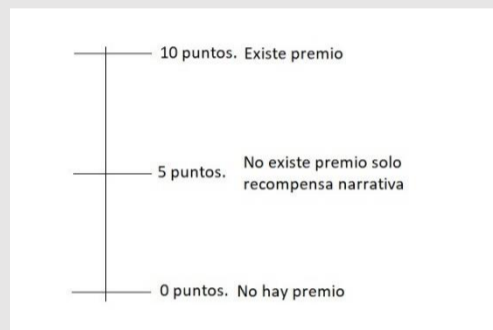 10 puntos. Existe premio
5 puntos.
No existe premio solo
recompensa narrativa
0 puntos. No hay premio